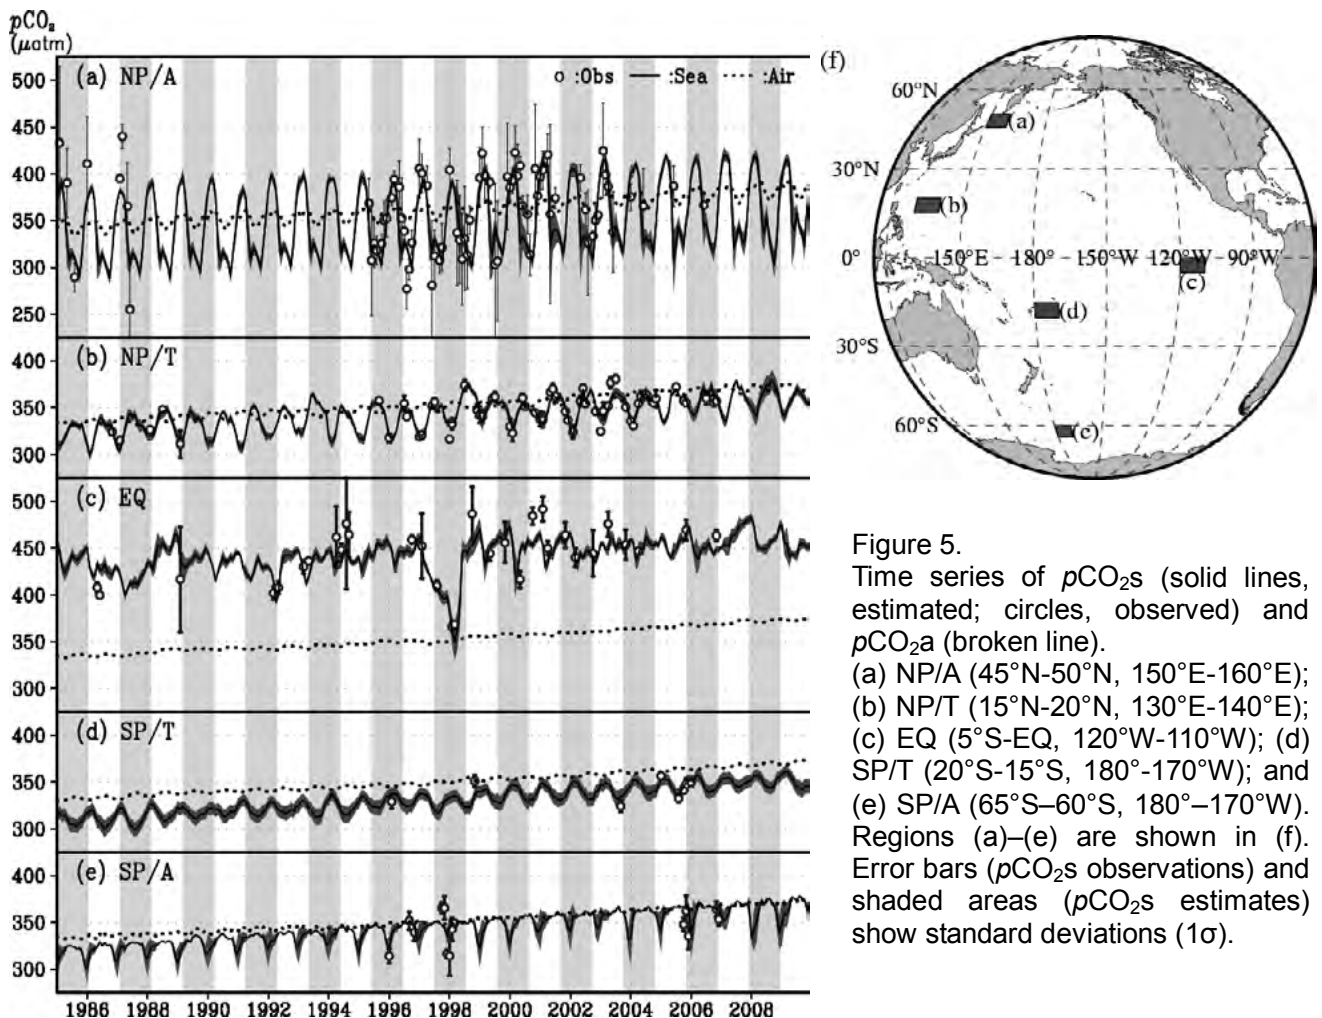 pCO₂
(μatm)
(a) NP/A
:Obs :Sea :Air
500
450
400
350
300
250
(b) NP/T
400
350
300
(c) EQ
500
450
400
350
300
(d) SP/T
400
350
300
(e) SP/A
400
350
300
1986 1988 1990 1992 1994 1996 1998 2000 2002 2004 2006 2008
(f)
60°N
(a)
30°N
(b)
0°
150°E 180° 150°W 120°W 90°W
(c)
(d)
30°S
60°S
(e)
Figure 5.
Time series of pCO₂s (solid lines,
estimated; circles, observed) and
pCO₂a (broken line).
(a) NP/A (45°N-50°N, 150°E-160°E);
(b) NP/T (15°N-20°N, 130°E-140°E);
(c) EQ (5°S-EQ, 120°W-110°W); (d)
SP/T (20°S-15°S, 180°-170°W); and
(e) SP/A (65°S–60°S, 180°–170°W).
Regions (a)–(e) are shown in (f).
Error bars (pCO₂s observations) and
shaded areas (pCO₂s estimates)
show standard deviations (1σ).